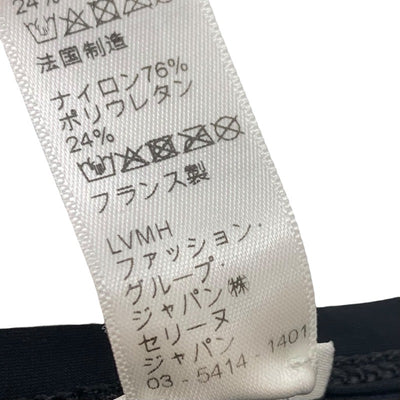 24%
法国制造
ナイロン76%
ポリウレタン
24%
フランス製
LVMH
ファッション・
グループ・
ジャパン㈱
セリーヌ
ジャパン
03 - 5414 - 1401